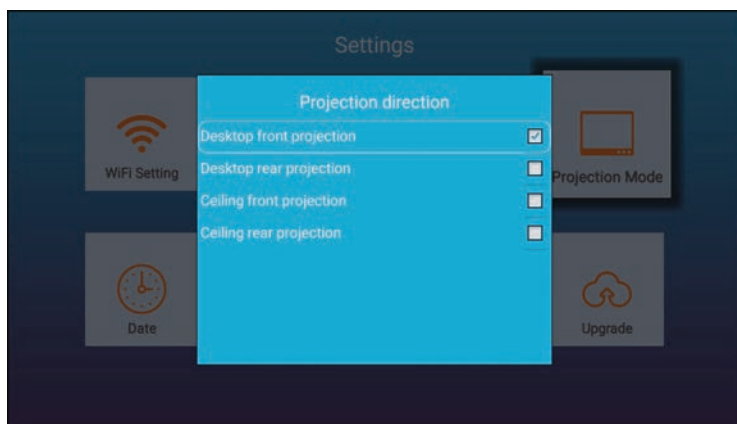 Settings
Projection direction
Desktop front projection
Desktop rear projection
Ceiling front projection
Ceiling rear projection
WiFi Setting
Projection Mode
Date
Upgrade